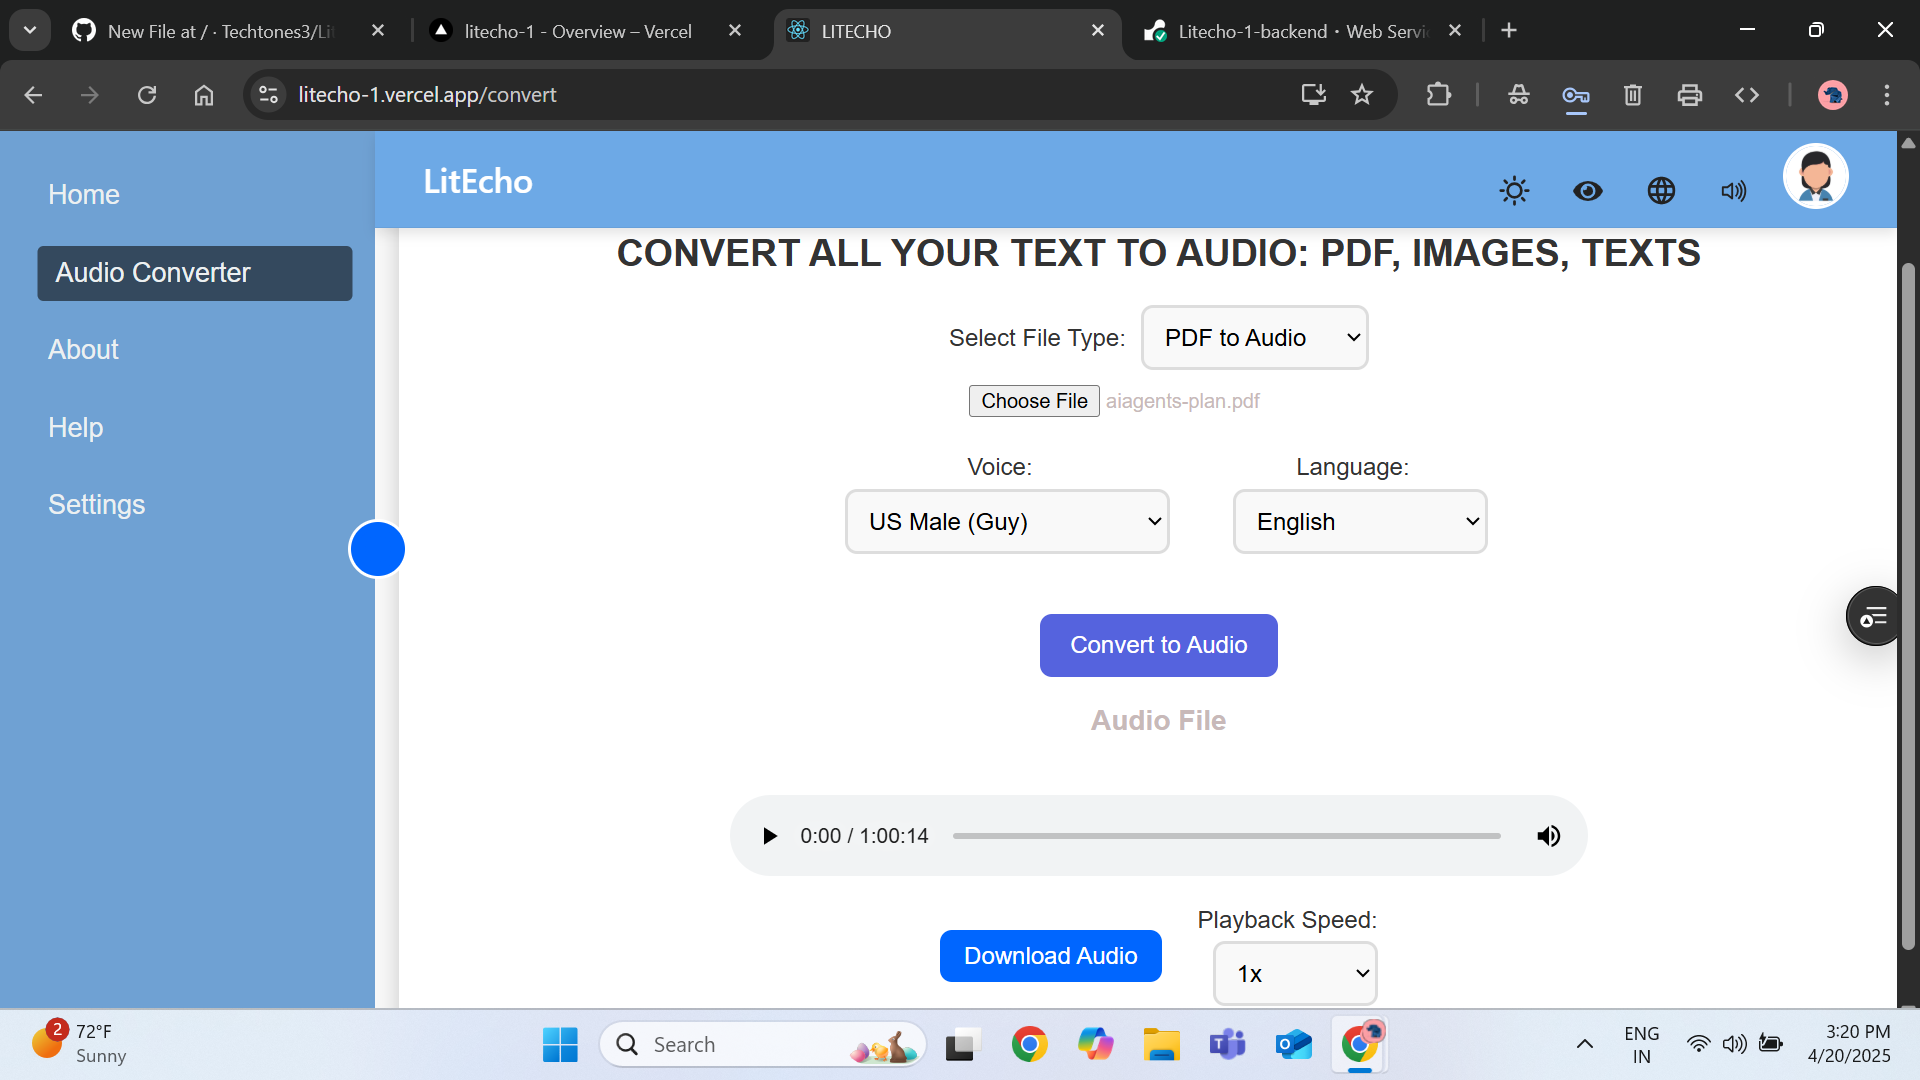 New File at / · Techtones3/Lit
litecho-1 - Overview – Vercel
LITECHO
Litecho-1-backend · Web Servi
litecho-1.vercel.app/convert
Home
Audio Converter
About
Help
Settings
LitEcho
CONVERT ALL YOUR TEXT TO AUDIO: PDF, IMAGES, TEXTS
Select File Type: PDF to Audio
Choose File aiagents-plan.pdf
Voice: Language:
US Male (Guy) English
Convert to Audio
Audio File
0:00 / 1:00:14
Playback Speed:
Download Audio
1x
2
72°F
Sunny
Search
ENG
IN
3:20 PM
4/20/2025